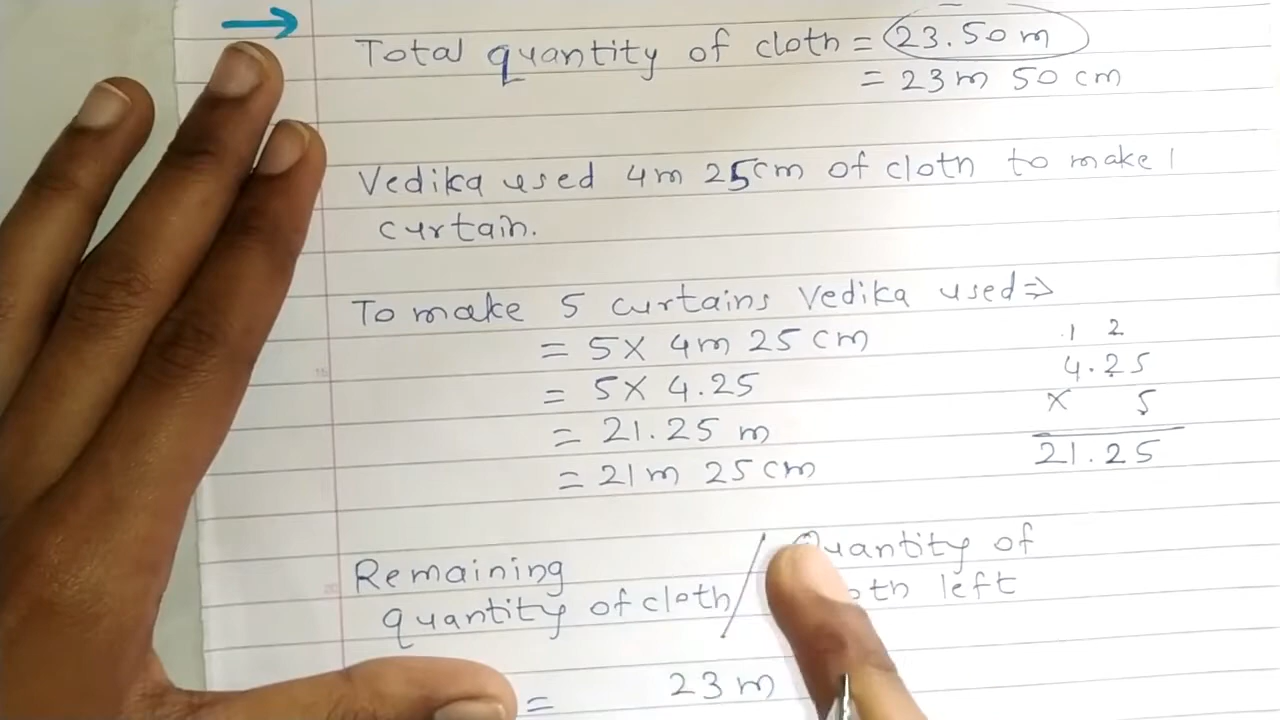 Total quantity of cloth = 23.50 m
= 23 m 50 cm
Vedika used 4m 25cm of cloth to make 1
curtain.
To make 5 curtains Vedika used ⇒
= 5 X 4m 25 cm
= 5 X 4.25
= 21.25 m
= 21 m 25 cm
1 2
4.25
X 5
21.25
Remaining
quantity of cloth /
Quantity of
left
= 23 m
15
20